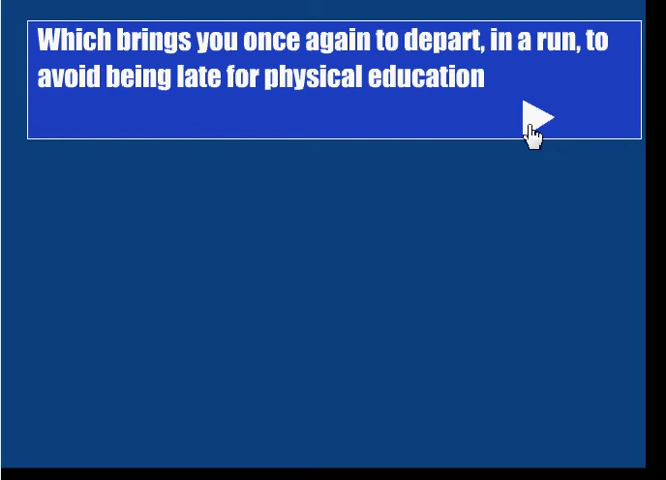 Which brings you once again to depart, in a run, to
avoid being late for physical education